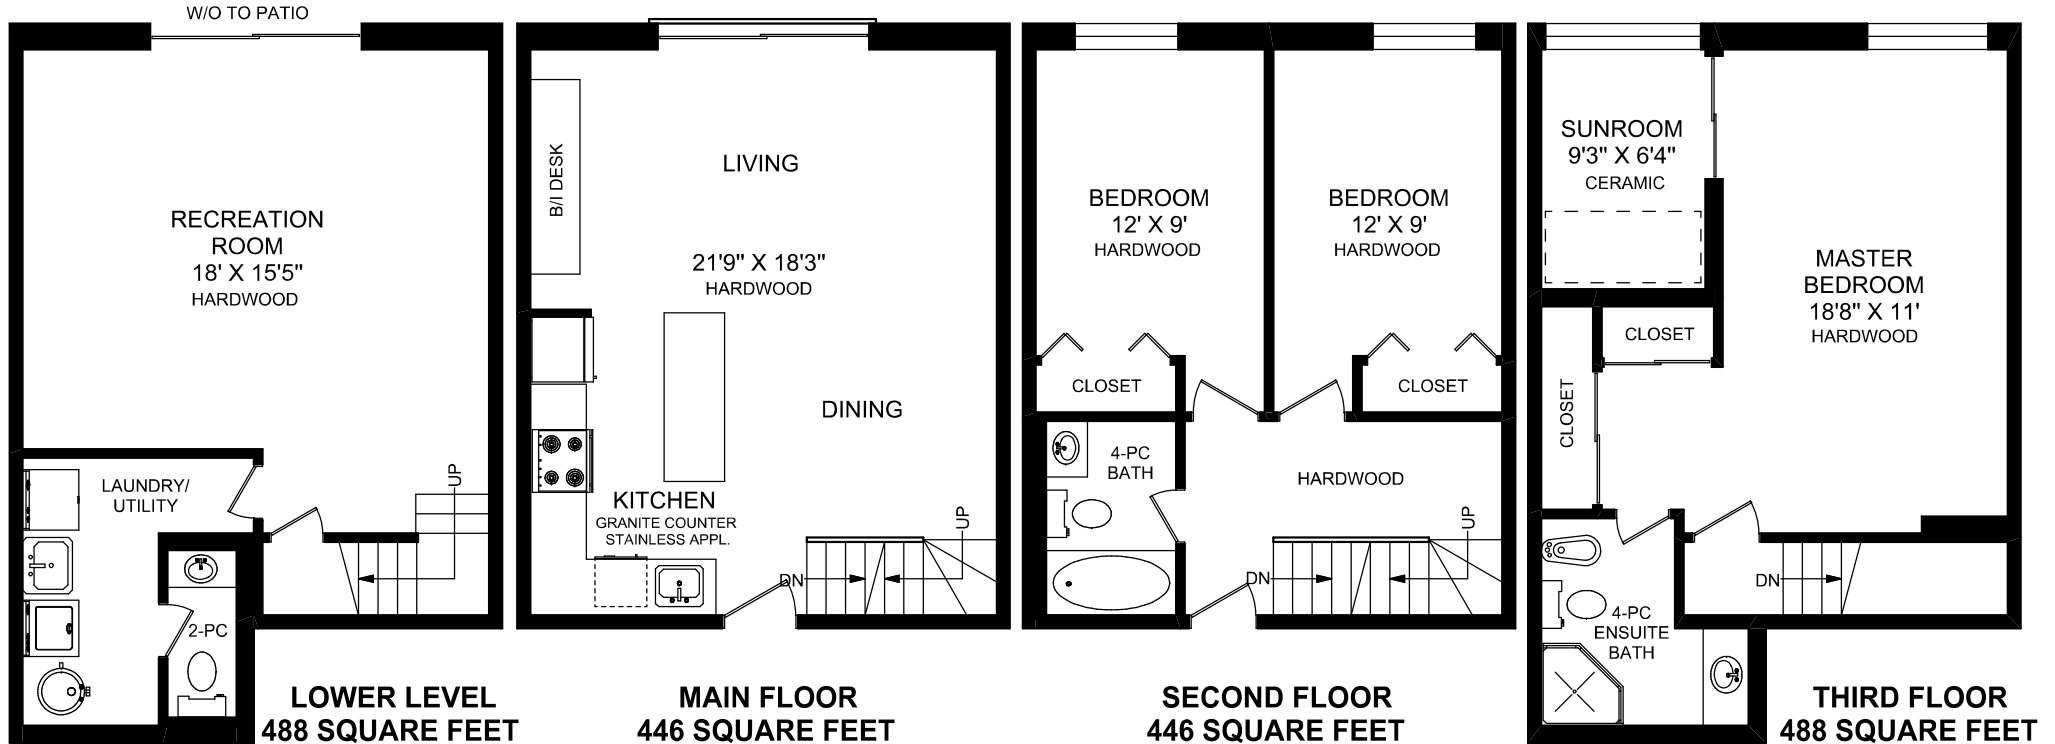 W/O TO PATIO
RECREATION
ROOM
18' X 15'5"
HARDWOOD
LAUNDRY/
UTILITY
UP
2-PC
LOWER LEVEL
488 SQUARE FEET
B/I DESK
LIVING
21'9" X 18'3"
HARDWOOD
DINING
KITCHEN
GRANITE COUNTER
STAINLESS APPL.
UP
DN
MAIN FLOOR
446 SQUARE FEET
BEDROOM
12' X 9'
HARDWOOD
BEDROOM
12' X 9'
HARDWOOD
CLOSET
CLOSET
4-PC
BATH
HARDWOOD
UP
DN
SECOND FLOOR
446 SQUARE FEET
SUNROOM
9'3" X 6'4"
CERAMIC
MASTER
BEDROOM
18'8" X 11'
HARDWOOD
CLOSET
CLOSET
DN
4-PC
ENSUITE
BATH
THIRD FLOOR
488 SQUARE FEET